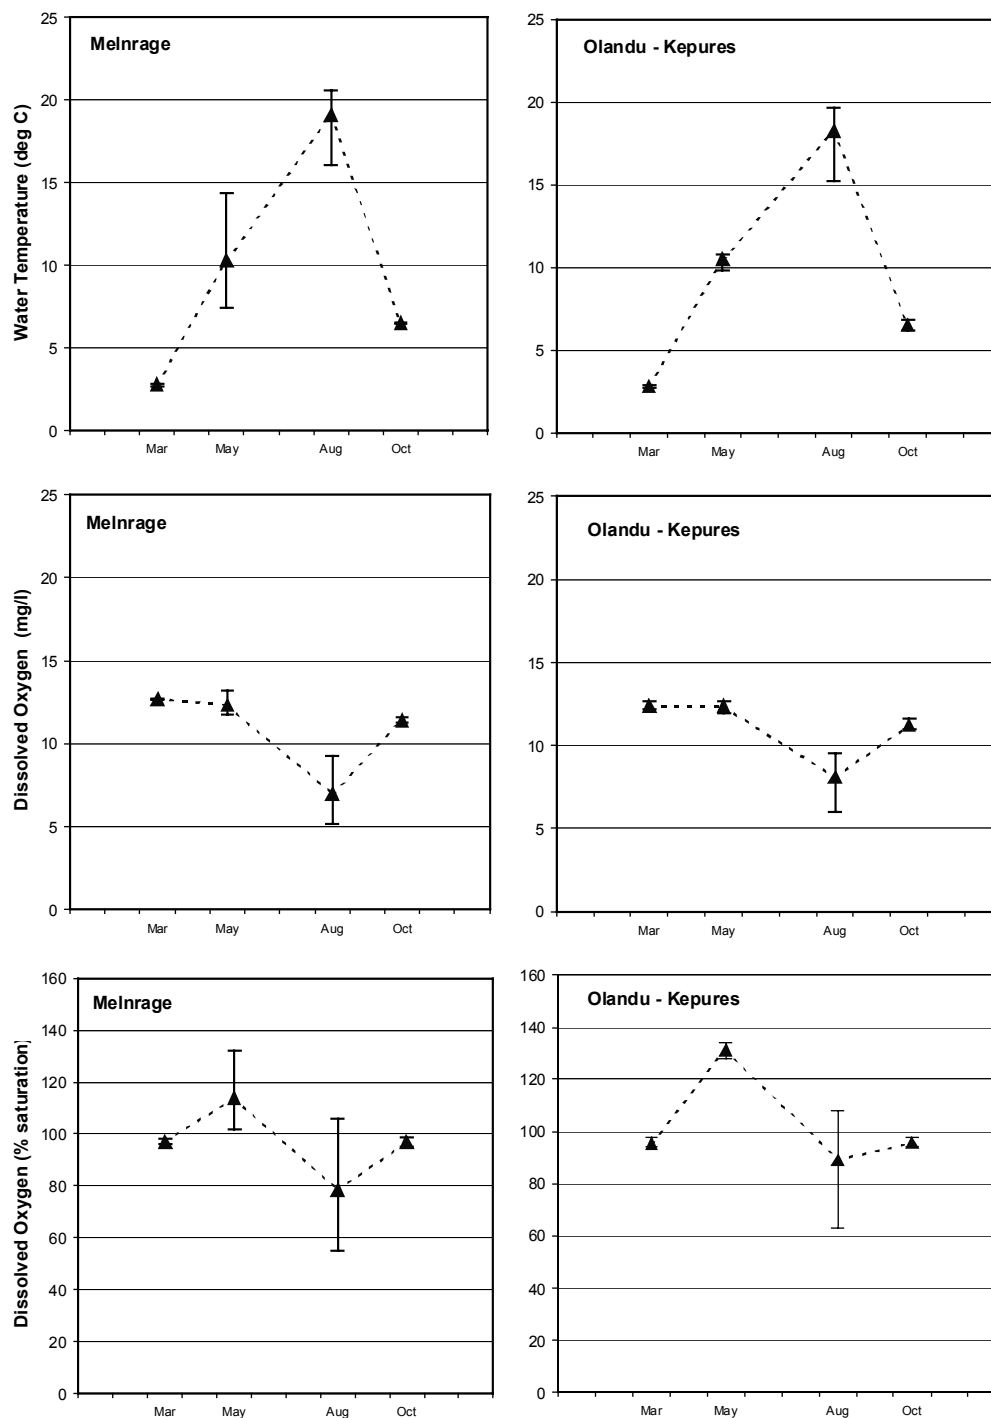 Melnrage
Water Temperature (deg C)
25
20
15
10
5
0
Mar May Aug Oct
Olandu - Kepures
25
20
15
10
5
0
Mar May Aug Oct
Melnrage
Dissolved Oxygen (mg/l)
25
20
15
10
5
0
Mar May Aug Oct
Olandu - Kepures
25
20
15
10
5
0
Mar May Aug Oct
Melnrage
Dissolved Oxygen (% saturation)
160
140
120
100
80
60
40
20
0
Mar May Aug Oct
Olandu - Kepures
160
140
120
100
80
60
40
20
0
Mar May Aug Oct